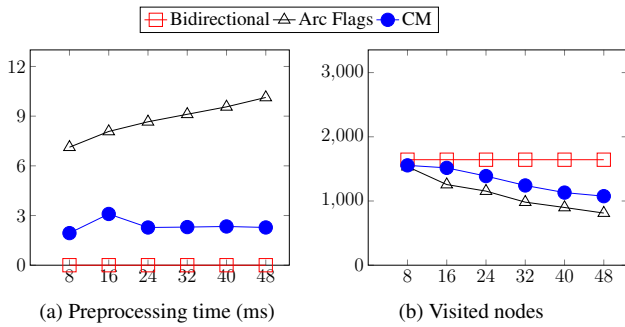 Bidirectional Arc Flags CM
12
9
6
3
0
8 16 24 32 40 48
(a) Preprocessing time (ms)
3,000
2,000
1,000
0
8 16 24 32 40 48
(b) Visited nodes